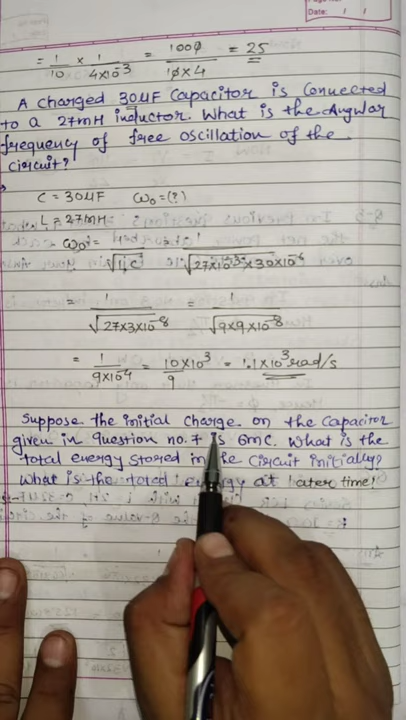 Date: / /
= 1/10 × 1/4×10⁻³ = 1000/10×4 = 25
A charged 30µF Capacitor is Connected
to a 27mH inductor. What is the Angular
frequency of free oscillation of the
circuit?
C = 30µF ω₀ = (?)
L = 27mH
ω₀ = 1/√LC = 1/√27×10⁻³×30×10⁻⁶
= 1/√27×3×10⁻⁸ = 1/√9×9×10⁻⁸
= 1/9×10⁻⁴ = 10×10³/9 = 1.1×10³ rad/s
Suppose the initial charge on the Capacitor
given in question no. 7 is 6mC. What is the
total energy stored in the circuit initially?
What is the total energy at later time?